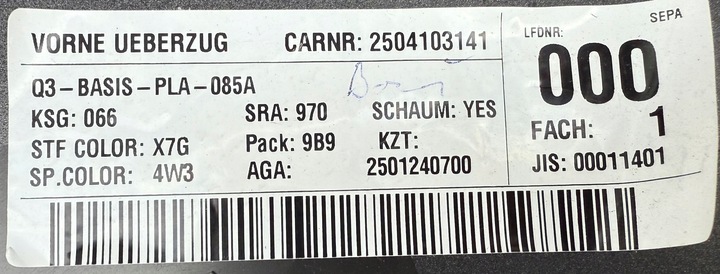 VORNE UEBERZUG CARNR: 2504103141
Q3-BASIS-PLA-085A
KSG: 066 SRA: 970 SCHAUM: YES
STF COLOR: X7G Pack: 9B9 KZT:
SP.COLOR: 4W3 AGA: 2501240700
SEPA
LFDNR:
000
FACH: 1
JIS: 00011401